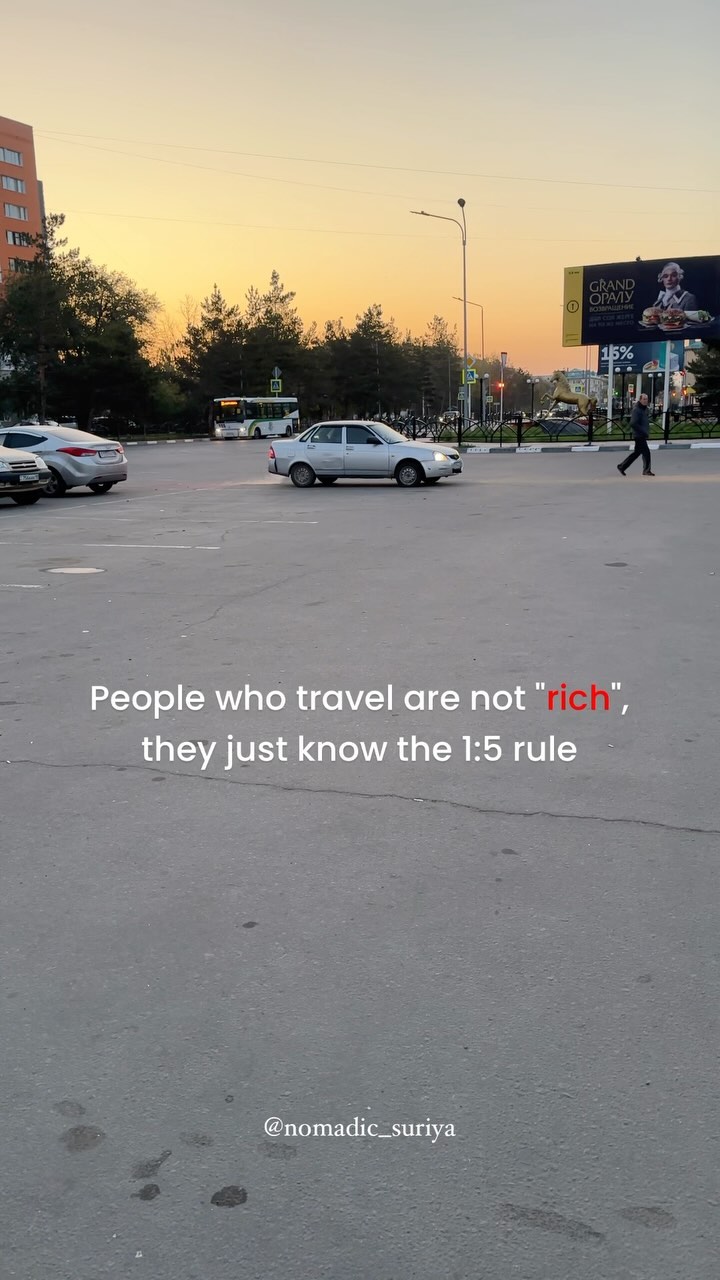 GRAND
ОРАЛУ
ВОЗВРАЩЕНИЕ
15%
People who travel are not "rich",
they just know the 1:5 rule
@nomadic_suriya